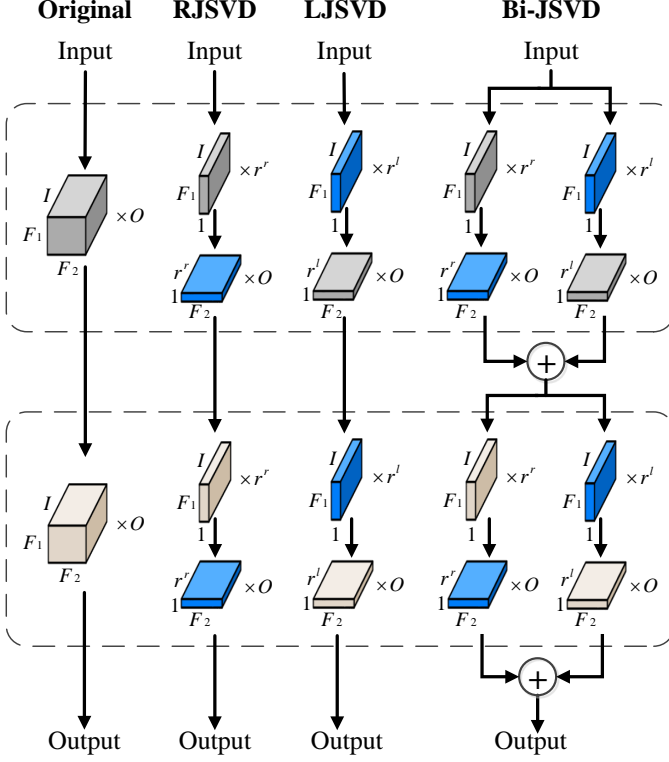 Original RJSVD LJSVD Bi-JSVD
Input Input Input Input
I I I I I
F1 ×O F1 ×r^r F1 ×r^l F1 ×r^r F1 ×r^l
F2 1 1 1 1
r^r ×O r^l ×O r^r ×O r^l ×O
1 1 1 1
F2 F2 F2 F2
+
I I I I I
F1 ×O F1 ×r^r F1 ×r^l F1 ×r^r F1 ×r^l
F2 1 1 1 1
r^r ×O r^l ×O r^r ×O r^l ×O
1 1 1 1
F2 F2 F2 F2
+
Output Output Output Output